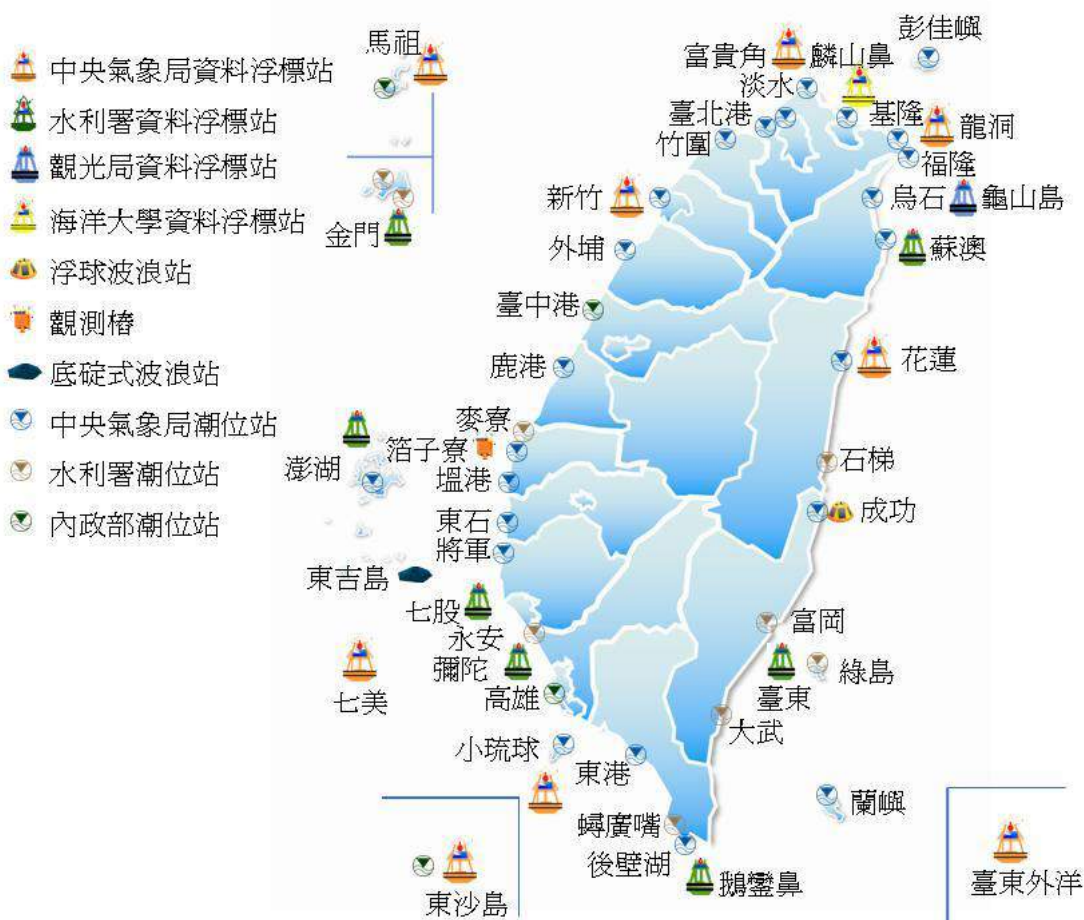 中央氣象局資料浮標站
水利署資料浮標站
觀光局資料浮標站
海洋大學資料浮標站
浮球波浪站
觀測樁
底碇式波浪站
中央氣象局潮位站
水利署潮位站
內政部潮位站
馬祖
金門
彭佳嶼
富貴角
麟山鼻
淡水
臺北港
基隆
龍洞
竹圍
福隆
新竹
烏石
龜山島
外埔
蘇澳
臺中港
鹿港
花蓮
麥寮
箔子寮
石梯
澎湖
塭港
東石
成功
將軍
東吉島
七股
永安
富岡
彌陀
綠島
七美
高雄
臺東
大武
小琉球
東港
蘭嶼
蟳廣嘴
後壁湖
鵝鑾鼻
東沙島
臺東外洋